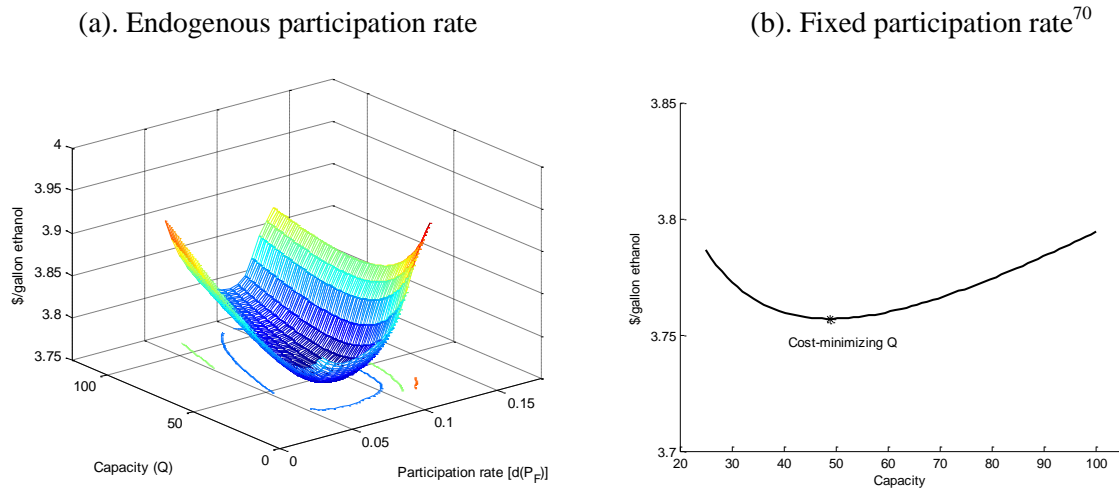 (a). Endogenous participation rate
(b). Fixed participation rate70
4
3.95
3.9
3.85
3.8
3.75
$/gallon ethanol
100
50
0
0
0.05
0.1
0.15
Capacity (Q)
Participation rate [d(PF)]
3.85
3.8
3.75
3.7
$/gallon ethanol
Cost-minimizing Q
20 30 40 50 60 70 80 90 100
Capacity